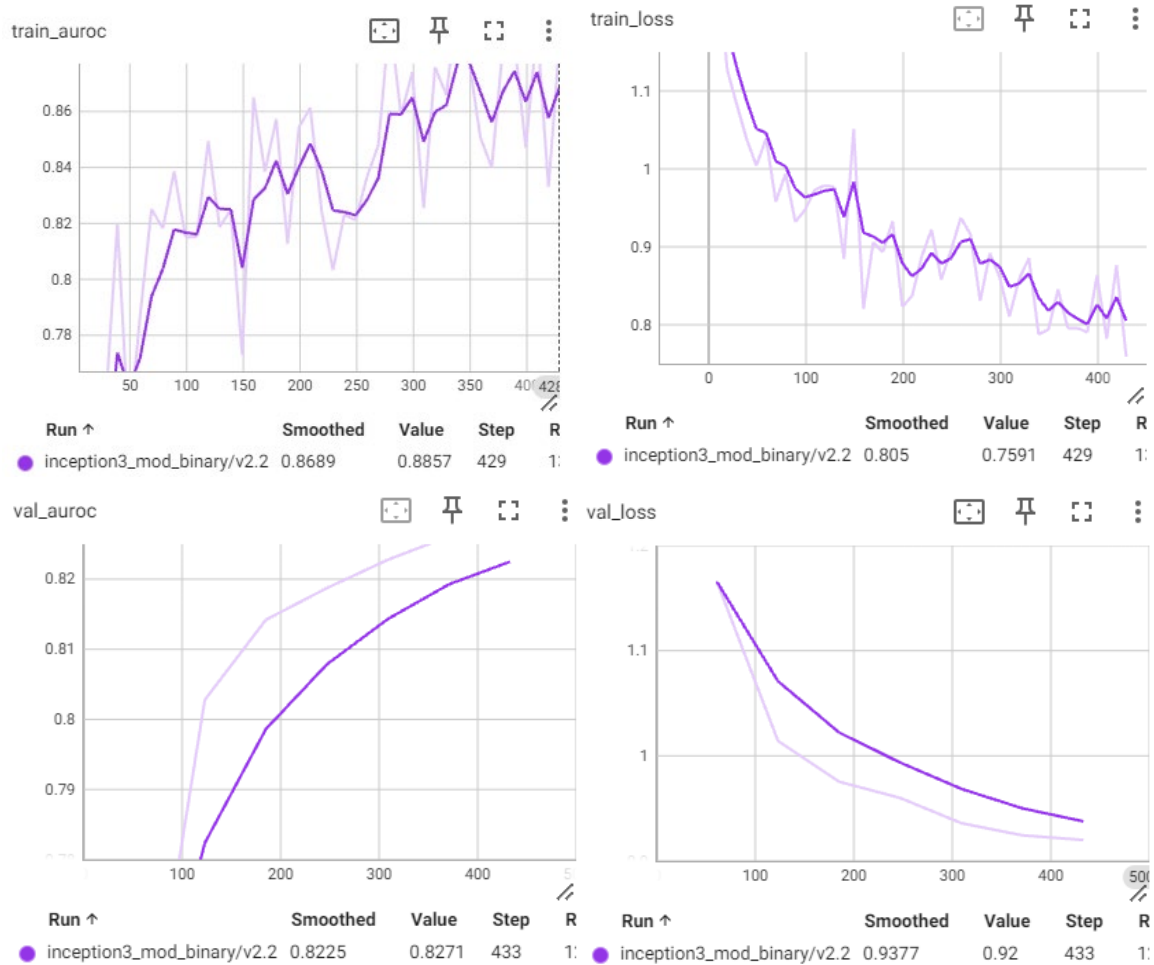 train_auroc
0.86
0.84
0.82
0.8
0.78
50 100 150 200 250 300 350 40 428
Run ↑ Smoothed Value Step R
inception3_mod_binary/v2.2 0.8689 0.8857 429
train_loss
1.1
1
0.9
0.8
0 100 200 300 400
Run ↑ Smoothed Value Step R
inception3_mod_binary/v2.2 0.805 0.7591 429
val_auroc
0.82
0.81
0.8
0.79
100 200 300 400
Run ↑ Smoothed Value Step R
inception3_mod_binary/v2.2 0.8225 0.8271 433
val_loss
1.1
1
100 200 300 400 500
Run ↑ Smoothed Value Step R
inception3_mod_binary/v2.2 0.9377 0.92 433